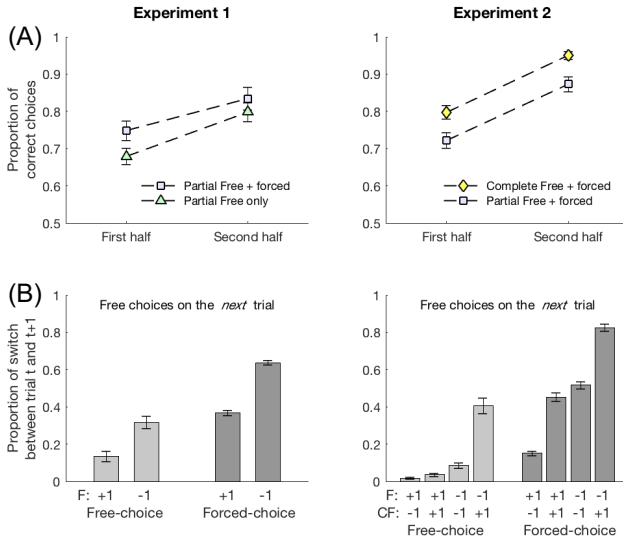 (A)
Experiment 1
Experiment 2
Proportion of
correct choices
1
0.9
0.8
0.7
0.6
0.5
Partial Free + forced
Partial Free only
First half
Second half
1
0.9
0.8
0.7
0.6
0.5
Complete Free + forced
Partial Free + forced
First half
Second half
(B)
Proportion of switch
between trial t and t+1
Free choices on the next trial
1
0.8
0.6
0.4
0.2
0
F: +1 -1 +1 -1
Free-choice Forced-choice
Free choices on the next trial
1
0.8
0.6
0.4
0.2
0
F: +1 +1 -1 -1 +1 +1 -1 -1
CF: -1 +1 -1 +1 -1 +1 -1 +1
Free-choice Forced-choice